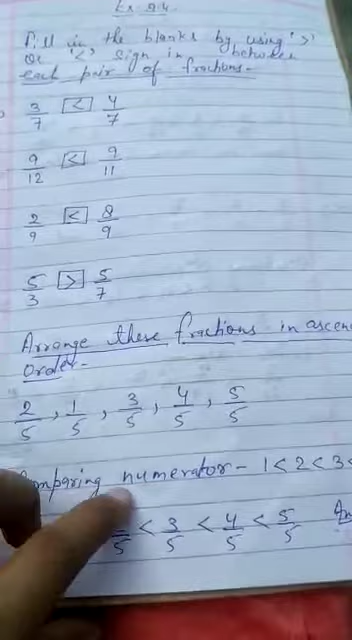 Ex 9.4.
Fill in the blanks by using '>'
or '<' sign in between
each pair of fractions-
3/7 < 4/7
9/12 < 9/11
2/9 < 8/9
5/3 > 5/7
Arrange these fractions in ascen
Order-
2/5, 1/5, 3/5, 4/5, 5/5
omparing numerator - 1<2<3<
/5 < 3/5 < 4/5 < 5/5 An